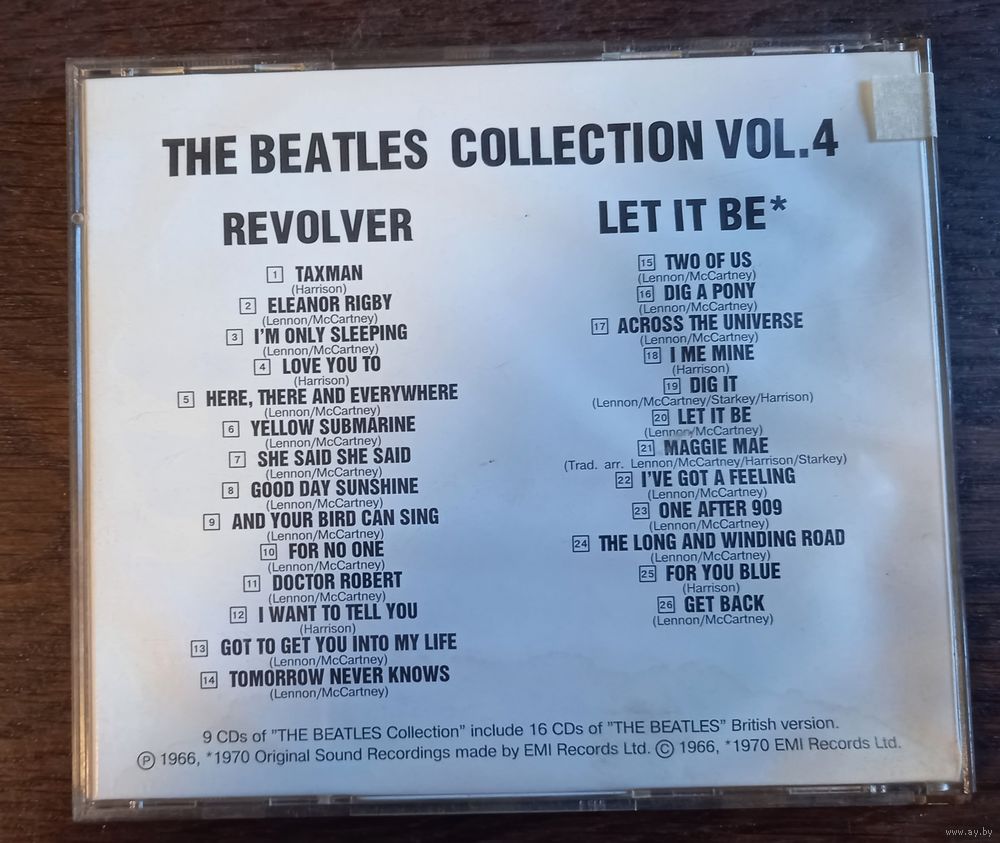 THE BEATLES COLLECTION VOL.4
REVOLVER
1 TAXMAN
(Harrison)
2 ELEANOR RIGBY
(Lennon/McCartney)
3 I'M ONLY SLEEPING
(Lennon/McCartney)
4 LOVE YOU TO
(Harrison)
5 HERE, THERE AND EVERYWHERE
(Lennon/McCartney)
6 YELLOW SUBMARINE
(Lennon/McCartney)
7 SHE SAID SHE SAID
(Lennon/McCartney)
8 GOOD DAY SUNSHINE
(Lennon/McCartney)
9 AND YOUR BIRD CAN SING
(Lennon/McCartney)
10 FOR NO ONE
(Lennon/McCartney)
11 DOCTOR ROBERT
(Lennon/McCartney)
12 I WANT TO TELL YOU
(Harrison)
13 GOT TO GET YOU INTO MY LIFE
(Lennon/McCartney)
14 TOMORROW NEVER KNOWS
(Lennon/McCartney)
LET IT BE*
15 TWO OF US
(Lennon/McCartney)
16 DIG A PONY
(Lennon/McCartney)
17 ACROSS THE UNIVERSE
(Lennon/McCartney)
18 I ME MINE
(Harrison)
19 DIG IT
(Lennon/McCartney/Starkey/Harrison)
20 LET IT BE
(Lennon/McCartney)
21 MAGGIE MAE
(Trad. arr. Lennon/McCartney/Harrison/Starkey)
22 I'VE GOT A FEELING
(Lennon/McCartney)
23 ONE AFTER 909
(Lennon/McCartney)
24 THE LONG AND WINDING ROAD
(Lennon/McCartney)
25 FOR YOU BLUE
(Harrison)
26 GET BACK
(Lennon/McCartney)
9 CDs of "THE BEATLES Collection" include 16 CDs of "THE BEATLES" British version.
Ⓟ 1966, *1970 Original Sound Recordings made by EMI Records Ltd. © 1966, *1970 EMI Records Ltd.
www.ay.by